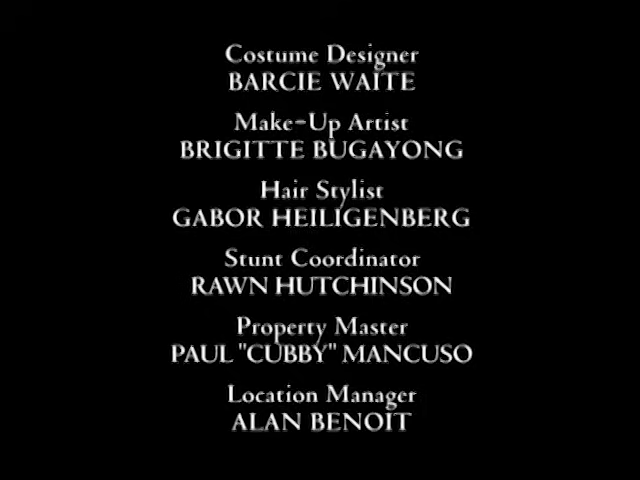 Costume Designer
BARCIE WAITE
Make-Up Artist
BRIGITTE BUGAYONG
Hair Stylist
GABOR HEILIGENBERG
Stunt Coordinator
RAWN HUTCHINSON
Property Master
PAUL "CUBBY" MANCUSO
Location Manager
ALAN BENOIT